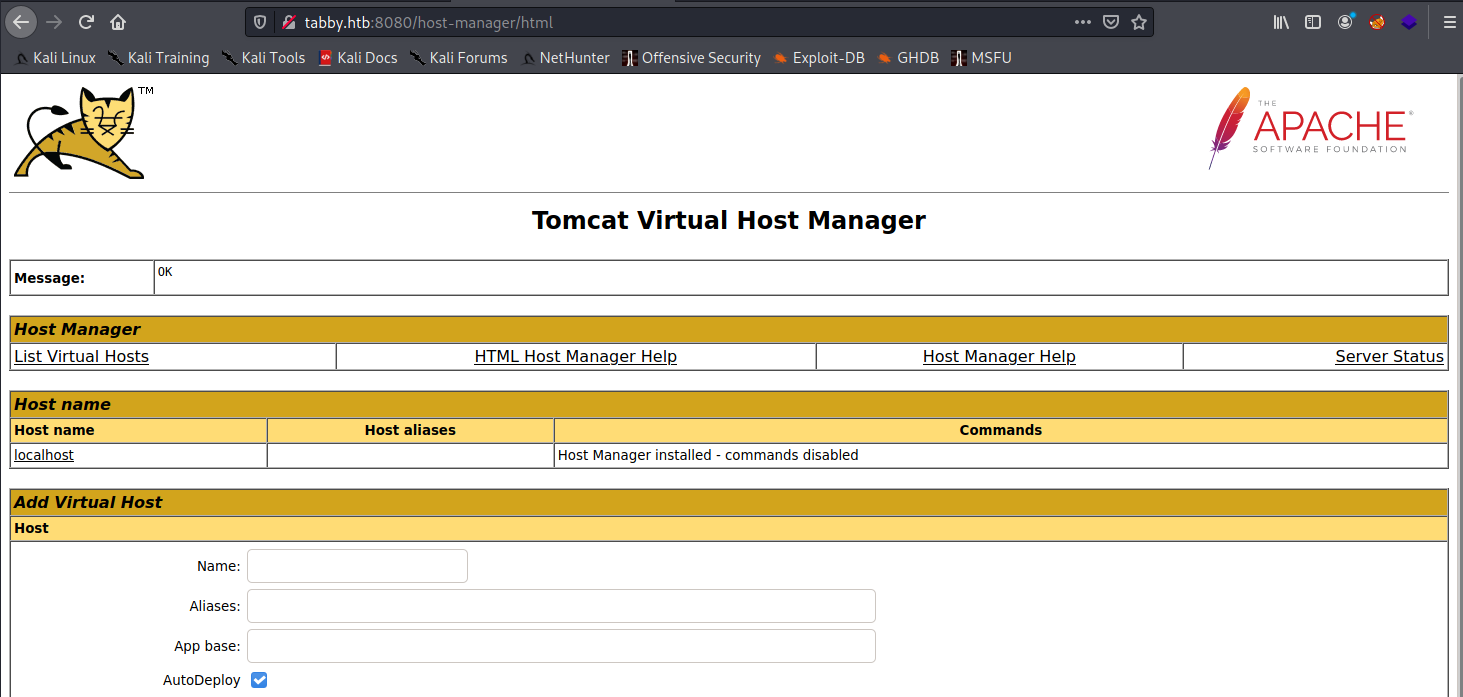 tabby.htb:8080/host-manager/html
Kali Linux Kali Training Kali Tools Kali Docs Kali Forums NetHunter Offensive Security Exploit-DB GHDB MSFU
TM
THE
APACHE®
SOFTWARE FOUNDATION
Tomcat Virtual Host Manager
Message: OK
Host Manager
List Virtual Hosts HTML Host Manager Help Host Manager Help Server Status
Host name
Host name Host aliases Commands
localhost Host Manager installed - commands disabled
Add Virtual Host
Host
Name:
Aliases:
App base:
AutoDeploy